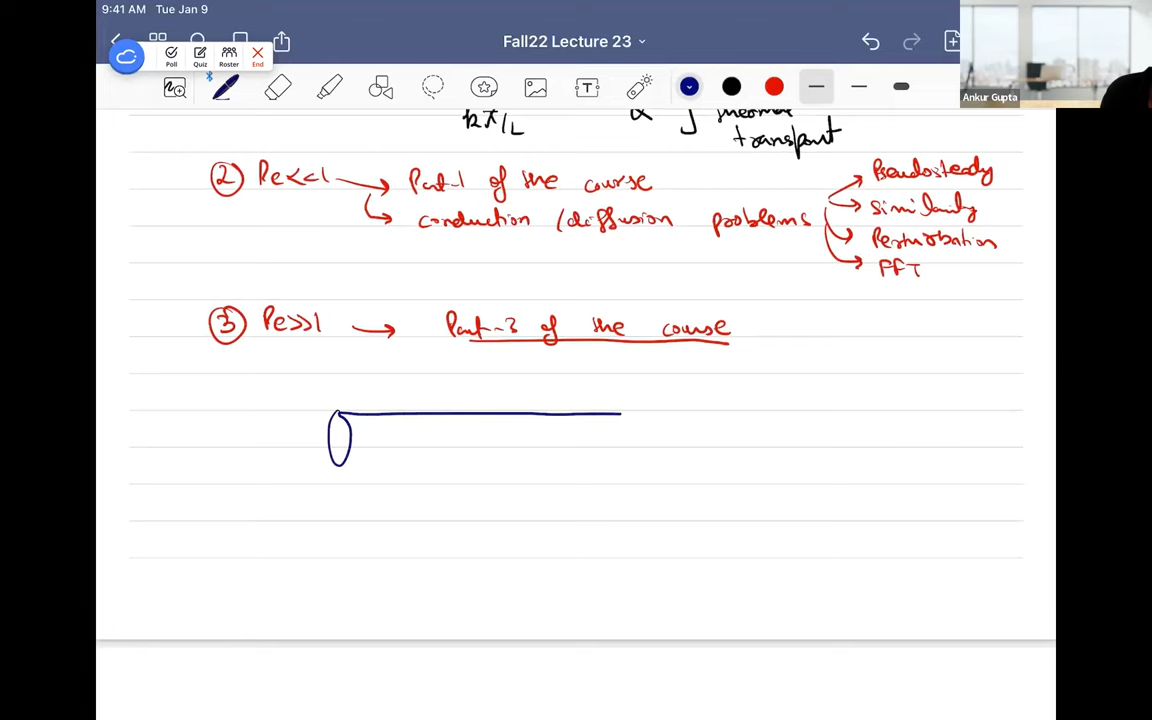 9:41 AM Tue Jan 9
Fall22 Lecture 23
Poll Quiz Roster End
Ankur Gupta
α
transport
② Pe<<1 → Part-1 of the course
→ conduction / diffusion problems
Pseudosteady
Similarity
Perturbation
FFT
③ Pe>>1 → Part-3 of the course